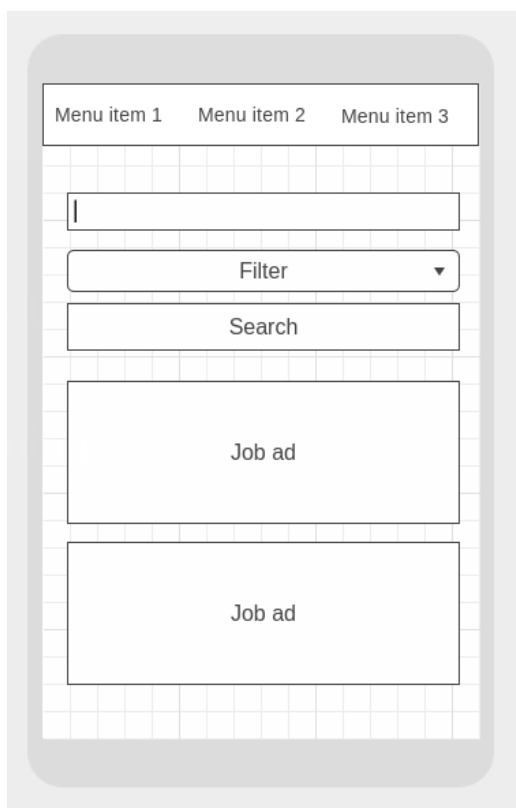 Menu item 1 Menu item 2 Menu item 3
Filter
Search
Job ad
Job ad